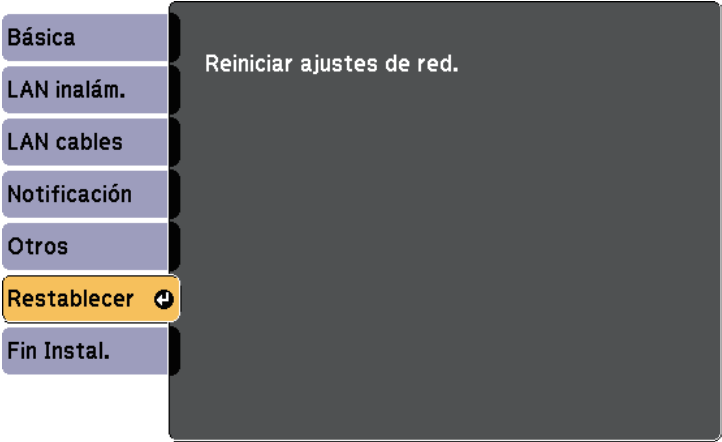 Básica
LAN inalám.
LAN cables
Notificación
Otros
Restablecer
Fin Instal.
Reiniciar ajustes de red.